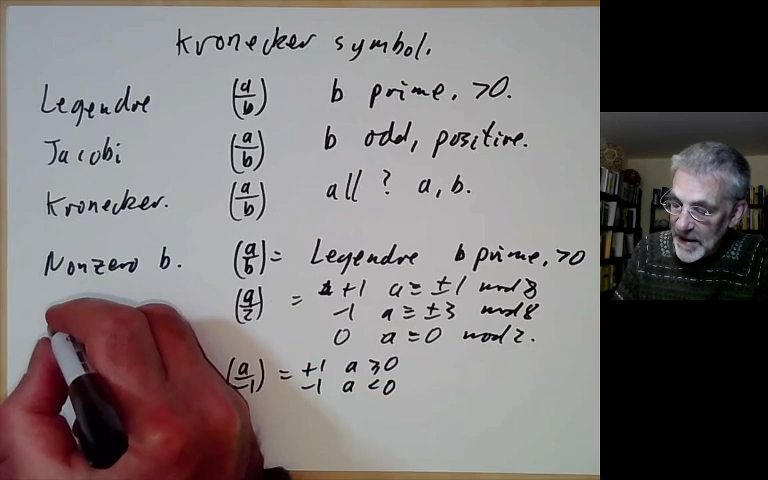 Kronecker symbol.
Legendre (a/b) b prime, >0.
Jacobi (a/b) b odd, positive.
Kronecker. (a/b) all? a, b.
Nonzero b. (a/b) = Legendre b prime, >0
(a/2) = +1 a ≡ ±1 mod 8
-1 a ≡ ±3 mod 8
0 a ≡ 0 mod 2.
(a/-1) = +1 a ≥ 0
-1 a < 0